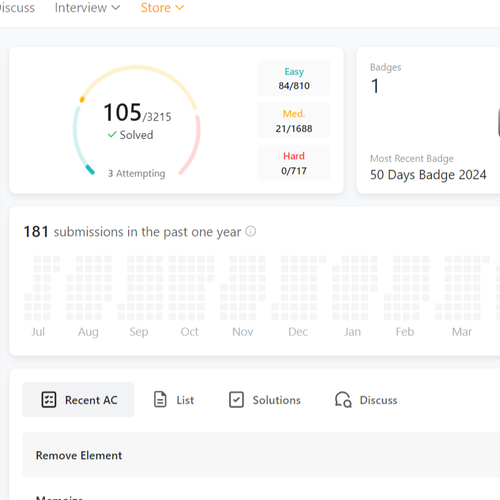 iscuss Interview Store
105/3215
Solved
3 Attempting
Easy
84/810
Med.
21/1688
Hard
0/717
Badges
1
Most Recent Badge
50 Days Badge 2024
181 submissions in the past one year
Jul Aug Sep Oct Nov Dec Jan Feb Mar
Recent AC List Solutions Discuss
Remove Element